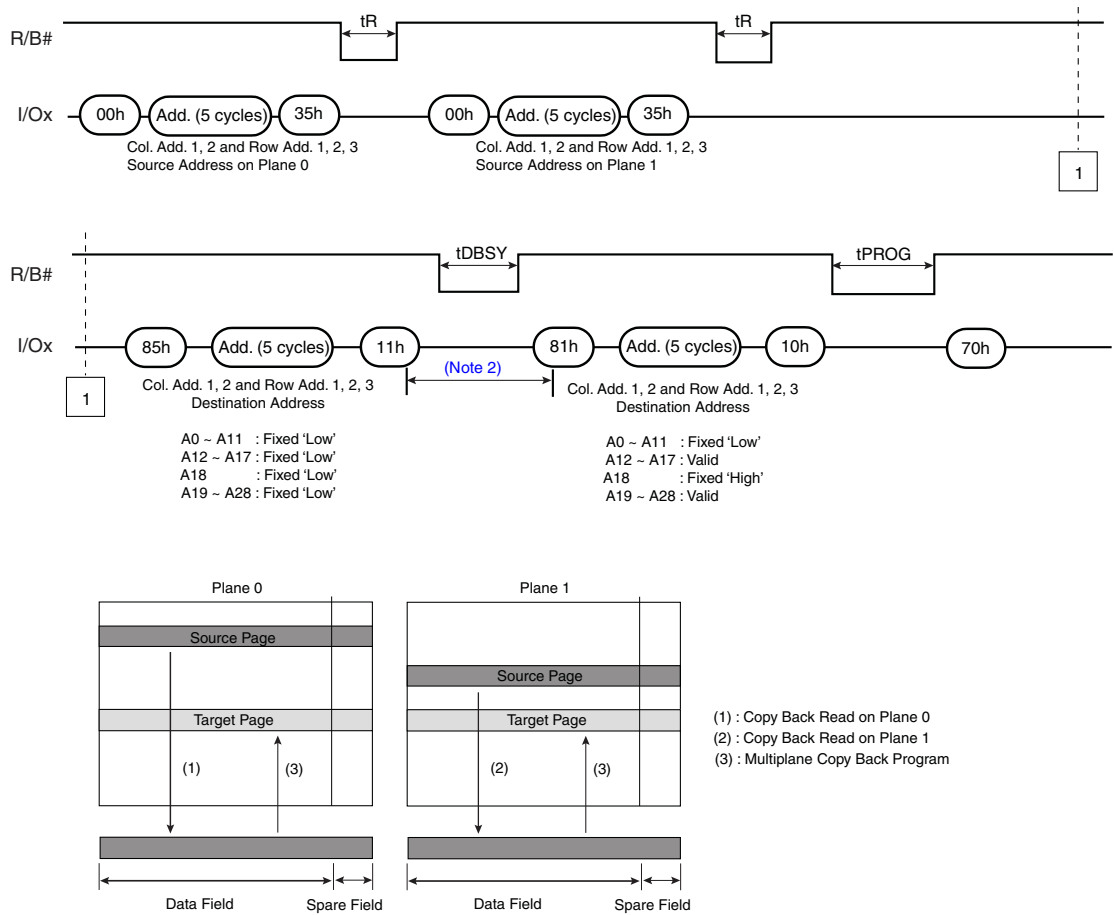 tR tR
R/B#
I/Ox 00h Add. (5 cycles) 35h 00h Add. (5 cycles) 35h
Col. Add. 1, 2 and Row Add. 1, 2, 3
Source Address on Plane 0
Col. Add. 1, 2 and Row Add. 1, 2, 3
Source Address on Plane 1
1
tDBSY tPROG
R/B#
I/Ox 85h Add. (5 cycles) 11h 81h Add. (5 cycles) 10h 70h
(Note 2)
1
Col. Add. 1, 2 and Row Add. 1, 2, 3
Destination Address
A0 ~ A11 : Fixed 'Low'
A12 ~ A17 : Fixed 'Low'
A18 : Fixed 'Low'
A19 ~ A28 : Fixed 'Low'
Col. Add. 1, 2 and Row Add. 1, 2, 3
Destination Address
A0 ~ A11 : Fixed 'Low'
A12 ~ A17 : Valid
A18 : Fixed 'High'
A19 ~ A28 : Valid
Plane 0
Source Page
Target Page
(1) (3)
Data Field Spare Field
Plane 1
Source Page
Target Page
(2) (3)
Data Field Spare Field
(1) : Copy Back Read on Plane 0
(2) : Copy Back Read on Plane 1
(3) : Multiplane Copy Back Program